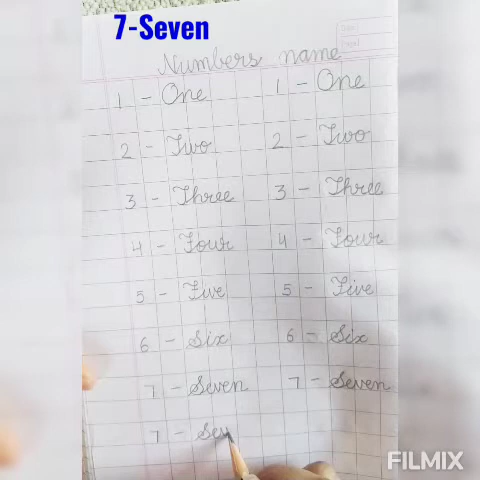 7-Seven
Numbers name
1 - One 1 - One
2 - Two 2 - Two
3 - Three 3 - Three
4 - Four 4 - Four
5 - Five 5 - Five
6 - Six 6 - Six
7 - Seven 7 - Seven
7 - Sev
FILMIX